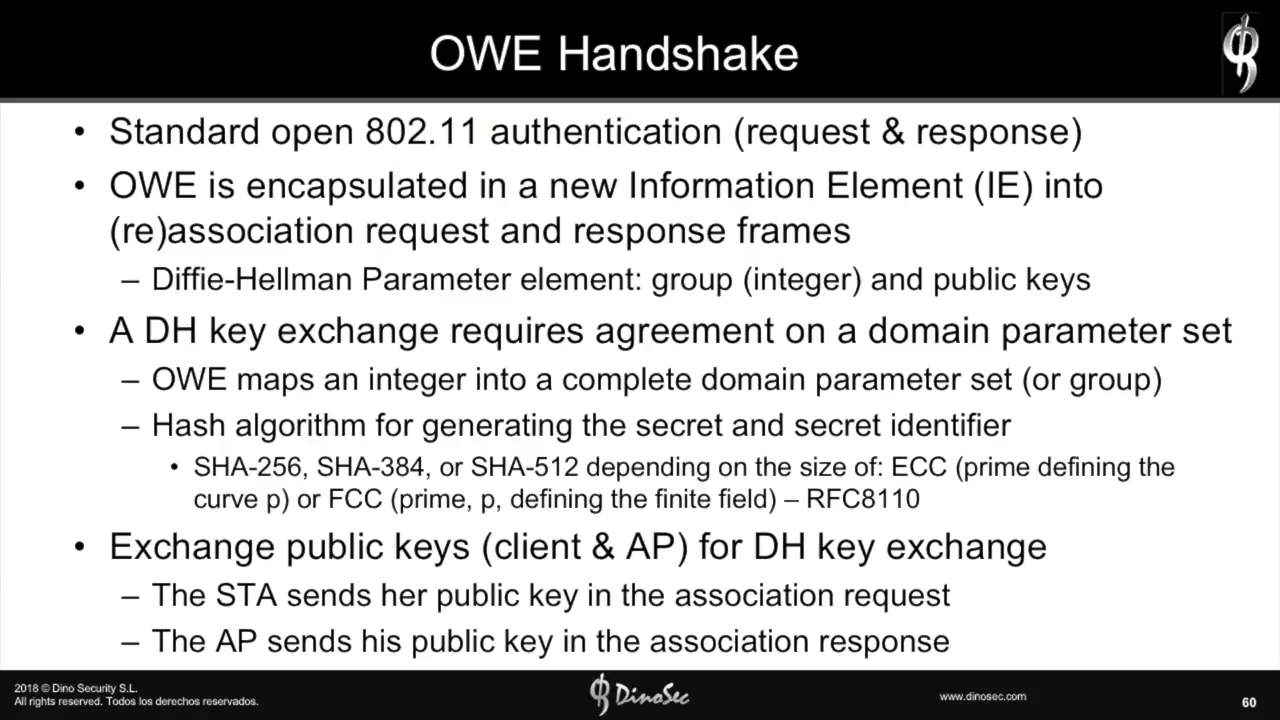 OWE Handshake
• Standard open 802.11 authentication (request & response)
• OWE is encapsulated in a new Information Element (IE) into
(re)association request and response frames
– Diffie-Hellman Parameter element: group (integer) and public keys
• A DH key exchange requires agreement on a domain parameter set
– OWE maps an integer into a complete domain parameter set (or group)
– Hash algorithm for generating the secret and secret identifier
• SHA-256, SHA-384, or SHA-512 depending on the size of: ECC (prime defining the
curve p) or FCC (prime, p, defining the finite field) – RFC8110
• Exchange public keys (client & AP) for DH key exchange
– The STA sends her public key in the association request
– The AP sends his public key in the association response
2018 © Dino Security S.L.
All rights reserved. Todos los derechos reservados.
DinoSec
www.dinosec.com
60